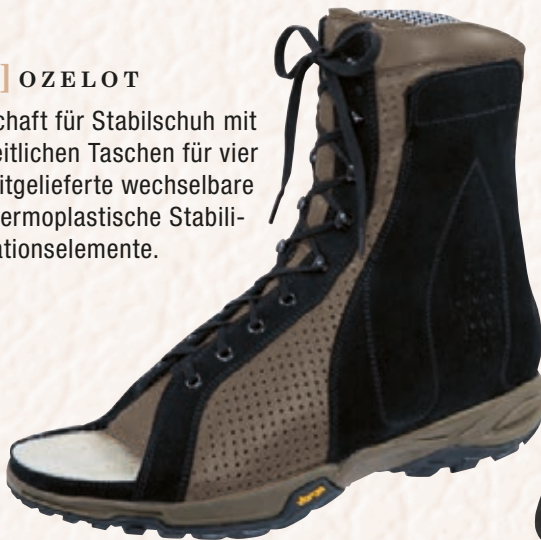 ] OZELOT
chaft für Stabilschuh mit
eitlichen Taschen für vier
itgelieferte wechselbare
ermoplastische Stabili-
ationselemente.
vibram